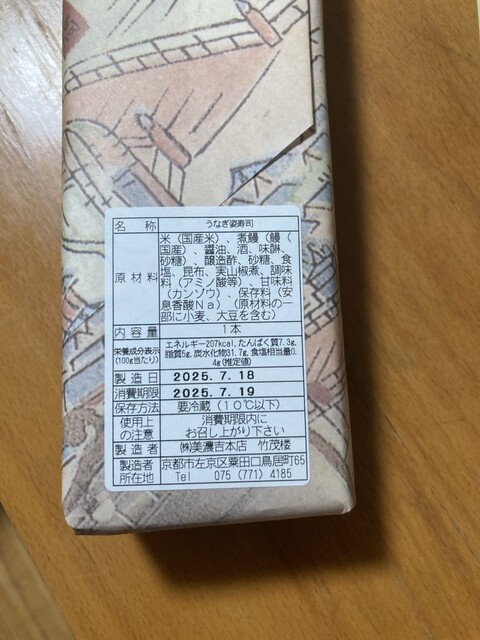 名 称 うなぎ姿寿司
原材料 米（国産米）、煮鰻（鰻（
国産）、醤油、酒、味醂、
砂糖）、醸造酢、砂糖、食
塩、昆布、実山椒煮、調味
料（アミノ酸等）、甘味料
（カンゾウ）、保存料（安
息香酸Na）（原材料の一
部に小麦、大豆を含む）
内容量 1本
栄養成分表示
(100g当たり)
エネルギー207kcal,たんぱく質7.3g,
脂質5g,炭水化物31.7g,食塩相当量0.
4g(推定値)
製造日 2025.7.18
消費期限 2025.7.19
保存方法 要冷蔵（10℃以下）
使用上
の注意
消費期限内に
お召し上がり下さい
製造者 ㈱美濃吉本店 竹茂楼
製造者
所在地
京都市左京区粟田口鳥居町65
Tel 075(771)4185